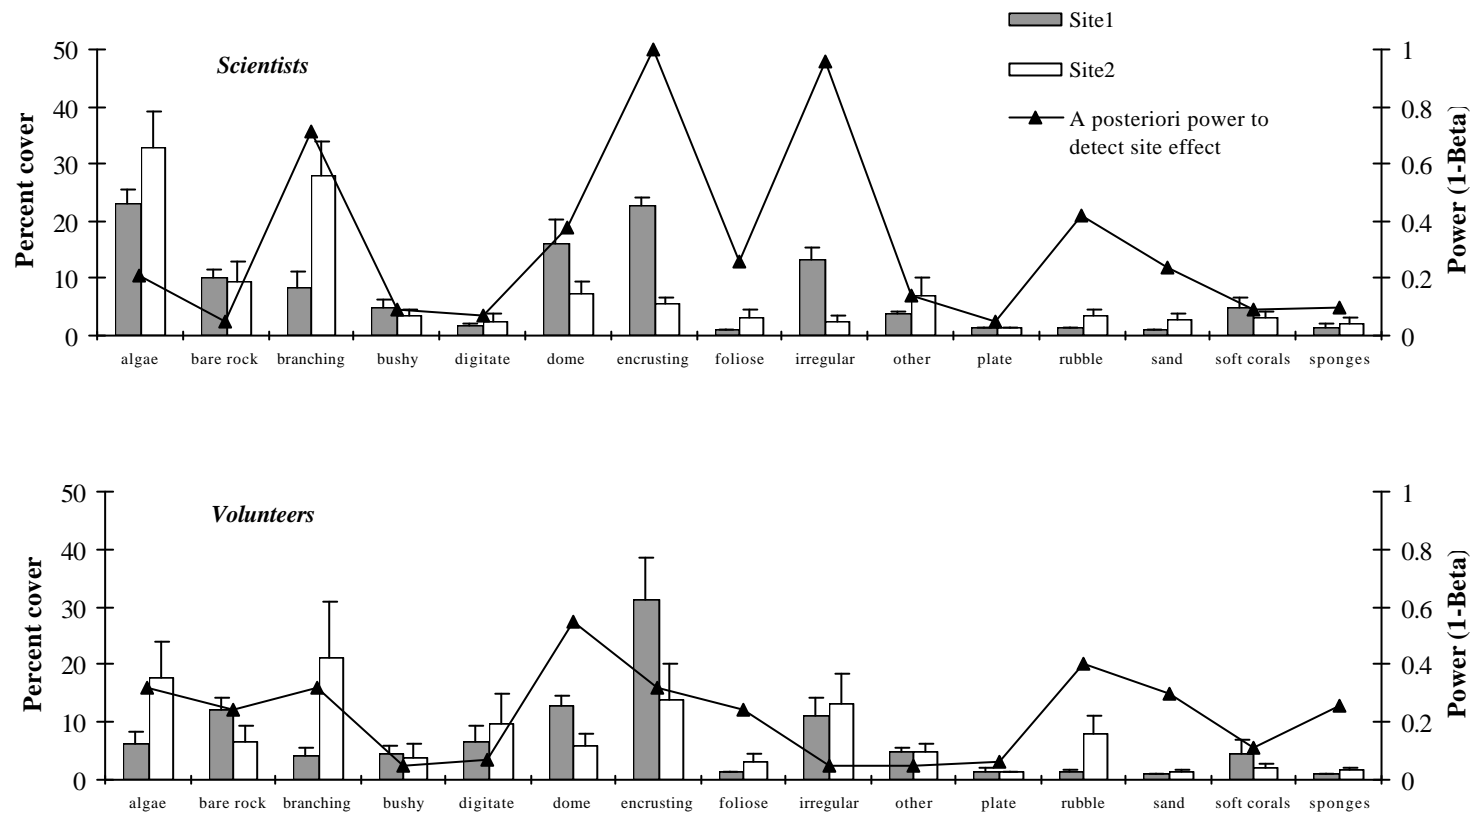 Site1
Site2
A posteriori power to
detect site effect
Scientists
Percent cover
50
40
30
20
10
0
Power (1-Beta)
1
0.8
0.6
0.4
0.2
0
algae bare rock branching bushy digitate dome encrusting foliose irregular other plate rubble sand soft corals sponges
Volunteers
Percent cover
50
40
30
20
10
0
Power (1-Beta)
1
0.8
0.6
0.4
0.2
0
algae bare rock branching bushy digitate dome encrusting foliose irregular other plate rubble sand soft corals sponges